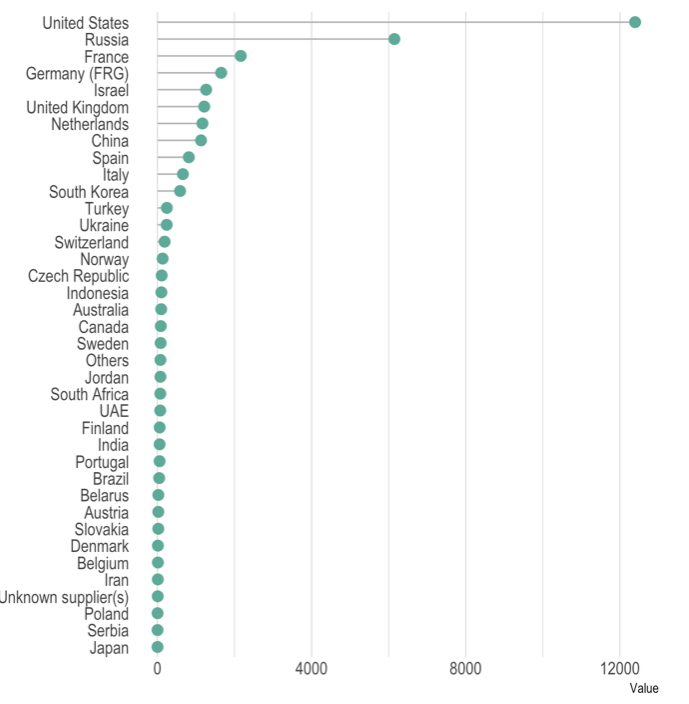 United States
Russia
France
Germany (FRG)
Israel
United Kingdom
Netherlands
China
Spain
Italy
South Korea
Turkey
Ukraine
Switzerland
Norway
Czech Republic
Indonesia
Australia
Canada
Sweden
Others
Jordan
South Africa
UAE
Finland
India
Portugal
Brazil
Belarus
Austria
Slovakia
Denmark
Belgium
Iran
Unknown supplier(s)
Poland
Serbia
Japan
0 4000 8000 12000
Value